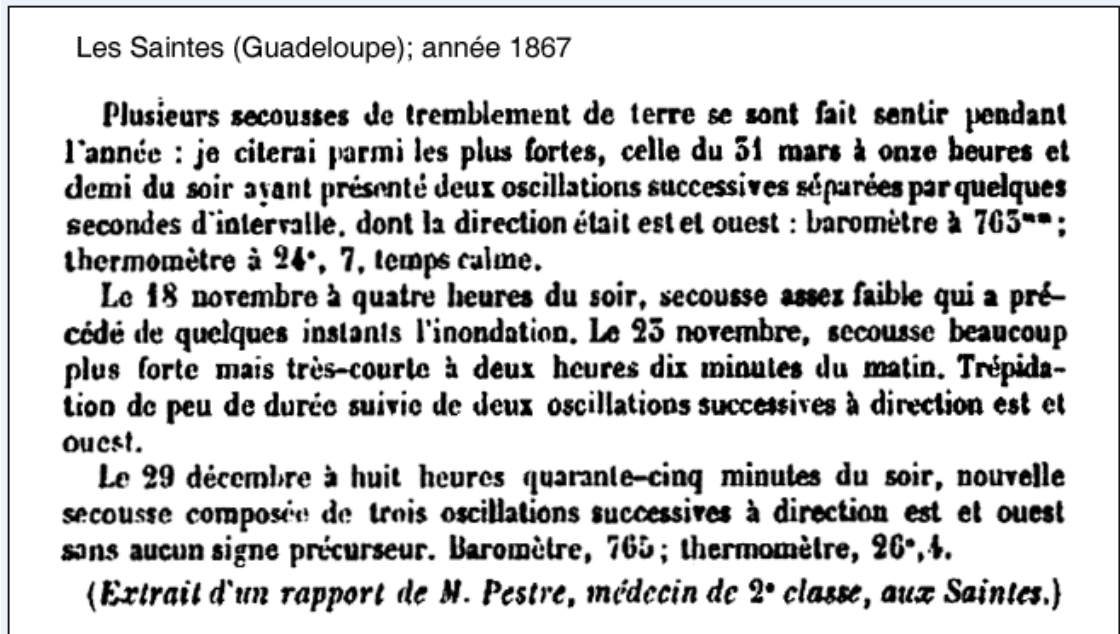 Les Saintes (Guadeloupe); année 1867
Plusieurs secousses de tremblement de terre se sont fait sentir pendant
l'année : je citerai parmi les plus fortes, celle du 31 mars à onze heures et
demi du soir ayant présenté deux oscillations successives séparées par quelques
secondes d'intervalle, dont la direction était est et ouest : baromètre à 763mm ;
thermomètre à 24°, 7, temps calme.
Le 18 novembre à quatre heures du soir, secousse assez faible qui a pré-
cédé de quelques instants l'inondation. Le 23 novembre, secousse beaucoup
plus forte mais très-courte à deux heures dix minutes du matin. Trépida-
tion de peu de durée suivie de deux oscillations successives à direction est et
ouest.
Le 29 décembre à huit heures quarante-cinq minutes du soir, nouvelle
secousse composée de trois oscillations successives à direction est et ouest
sans aucun signe précurseur. Baromètre, 765 ; thermomètre, 26°,4.
(Extrait d'un rapport de M. Pestre, médecin de 2e classe, aux Saintes.)